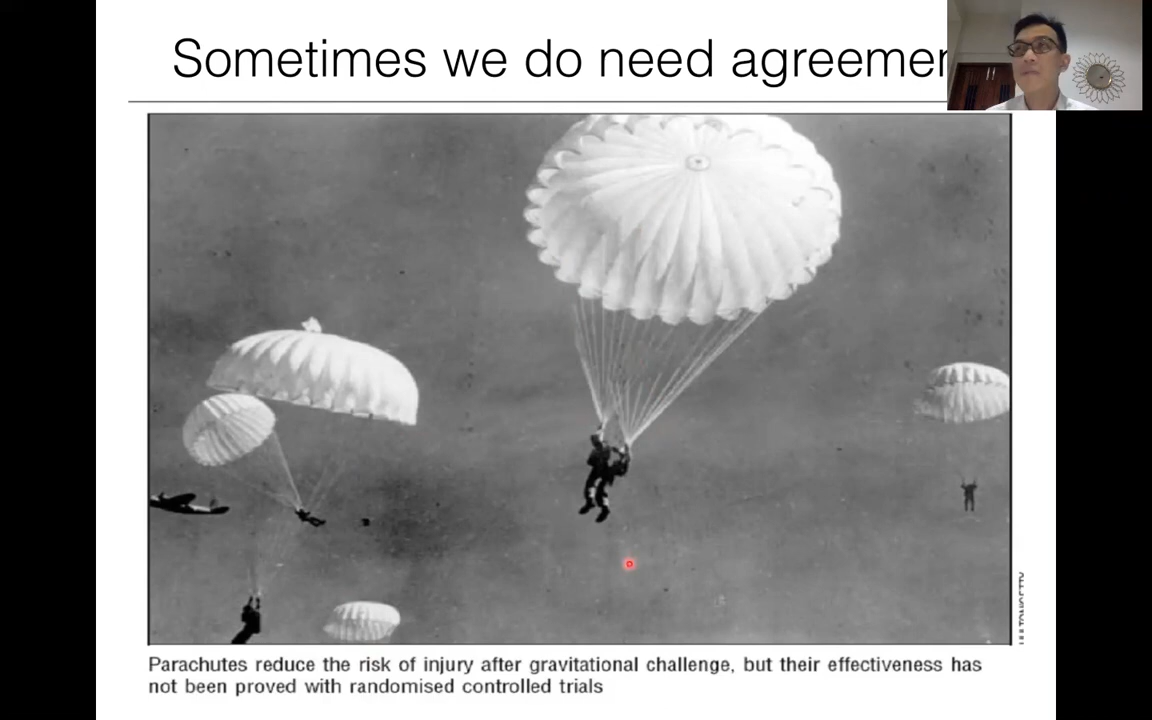 Sometimes we do need
Parachutes reduce the risk of injury after gravitational challenge, but their effectiveness has
not been proved with randomised controlled trials